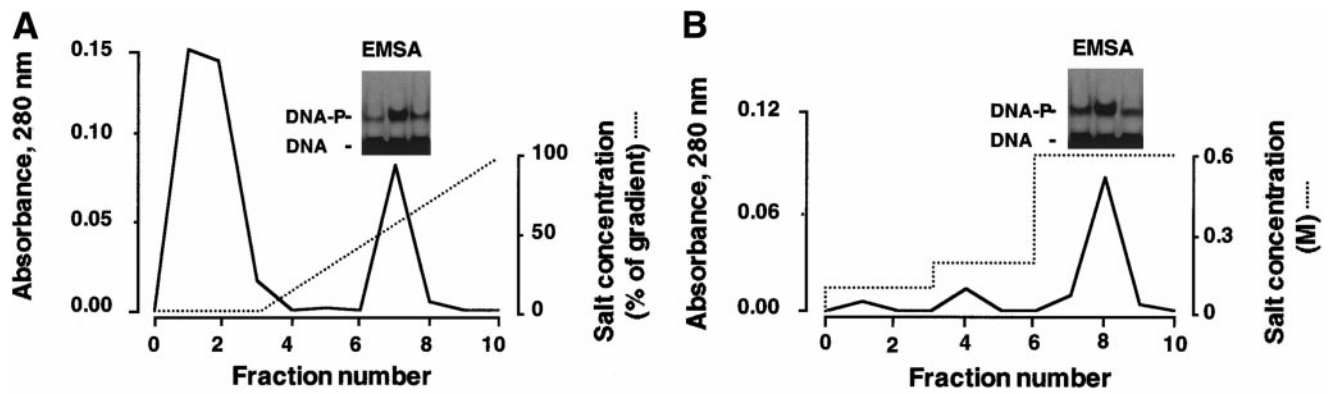 A
Absorbance, 280 nm
0.15
0.10
0.05
0.00
EMSA
DNA-P-
DNA -
100
50
0
Salt concentration
(% of gradient) ......
0 2 4 6 8 10
Fraction number
B
Absorbance, 280 nm
0.12
0.06
0.00
EMSA
DNA-P-
DNA -
0.6
0.3
0
Salt concentration
(M) ......
0 2 4 6 8 10
Fraction number